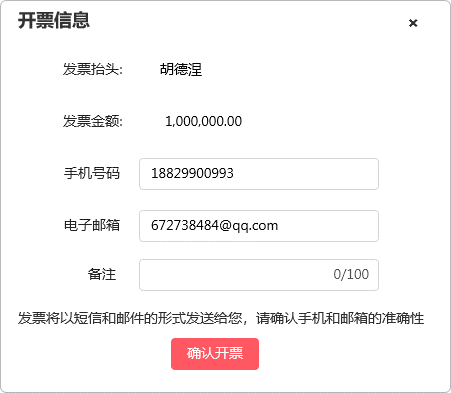 开票信息 ×
发票抬头: 胡德涅
发票金额: 1,000,000.00
手机号码 18829900993
电子邮箱 672738484@qq.com
备注 0/100
发票将以短信和邮件的形式发送给您，请确认手机和邮箱的准确性
确认开票